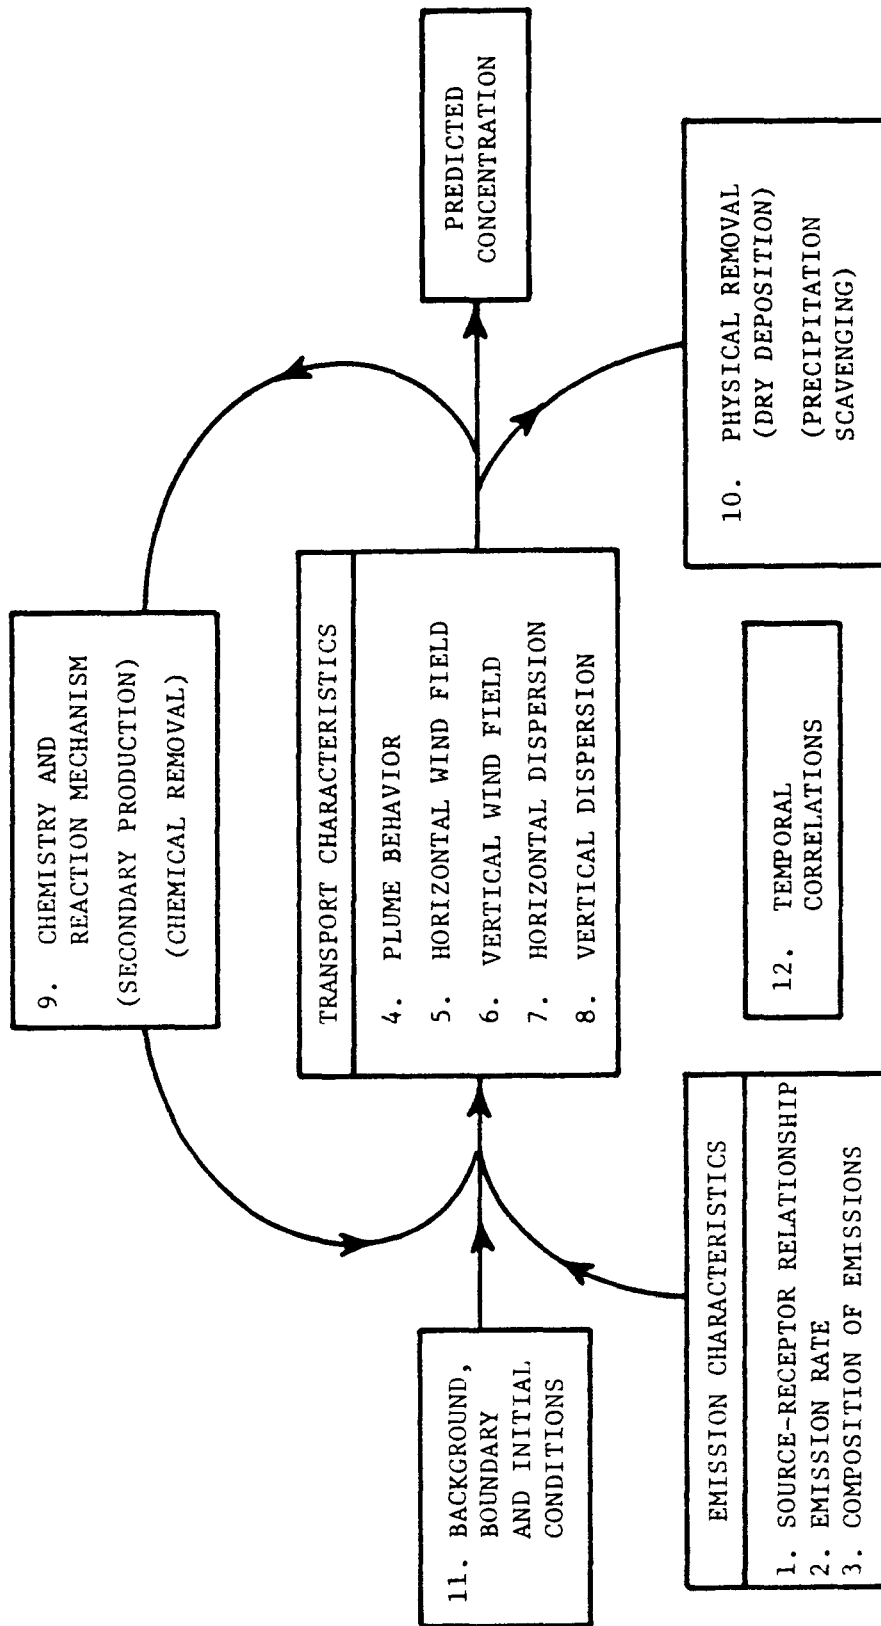 9. CHEMISTRY AND
REACTION MECHANISM
(SECONDARY PRODUCTION)
(CHEMICAL REMOVAL)
11. BACKGROUND,
BOUNDARY
AND INITIAL
CONDITIONS
TRANSPORT CHARACTERISTICS
4. PLUME BEHAVIOR
5. HORIZONTAL WIND FIELD
6. VERTICAL WIND FIELD
7. HORIZONTAL DISPERSION
8. VERTICAL DISPERSION
PREDICTED
CONCENTRATION
EMISSION CHARACTERISTICS
1. SOURCE-RECEPTOR RELATIONSHIP
2. EMISSION RATE
3. COMPOSITION OF EMISSIONS
12. TEMPORAL
CORRELATIONS
10. PHYSICAL REMOVAL
(DRY DEPOSITION)
(PRECIPITATION
SCAVENGING)